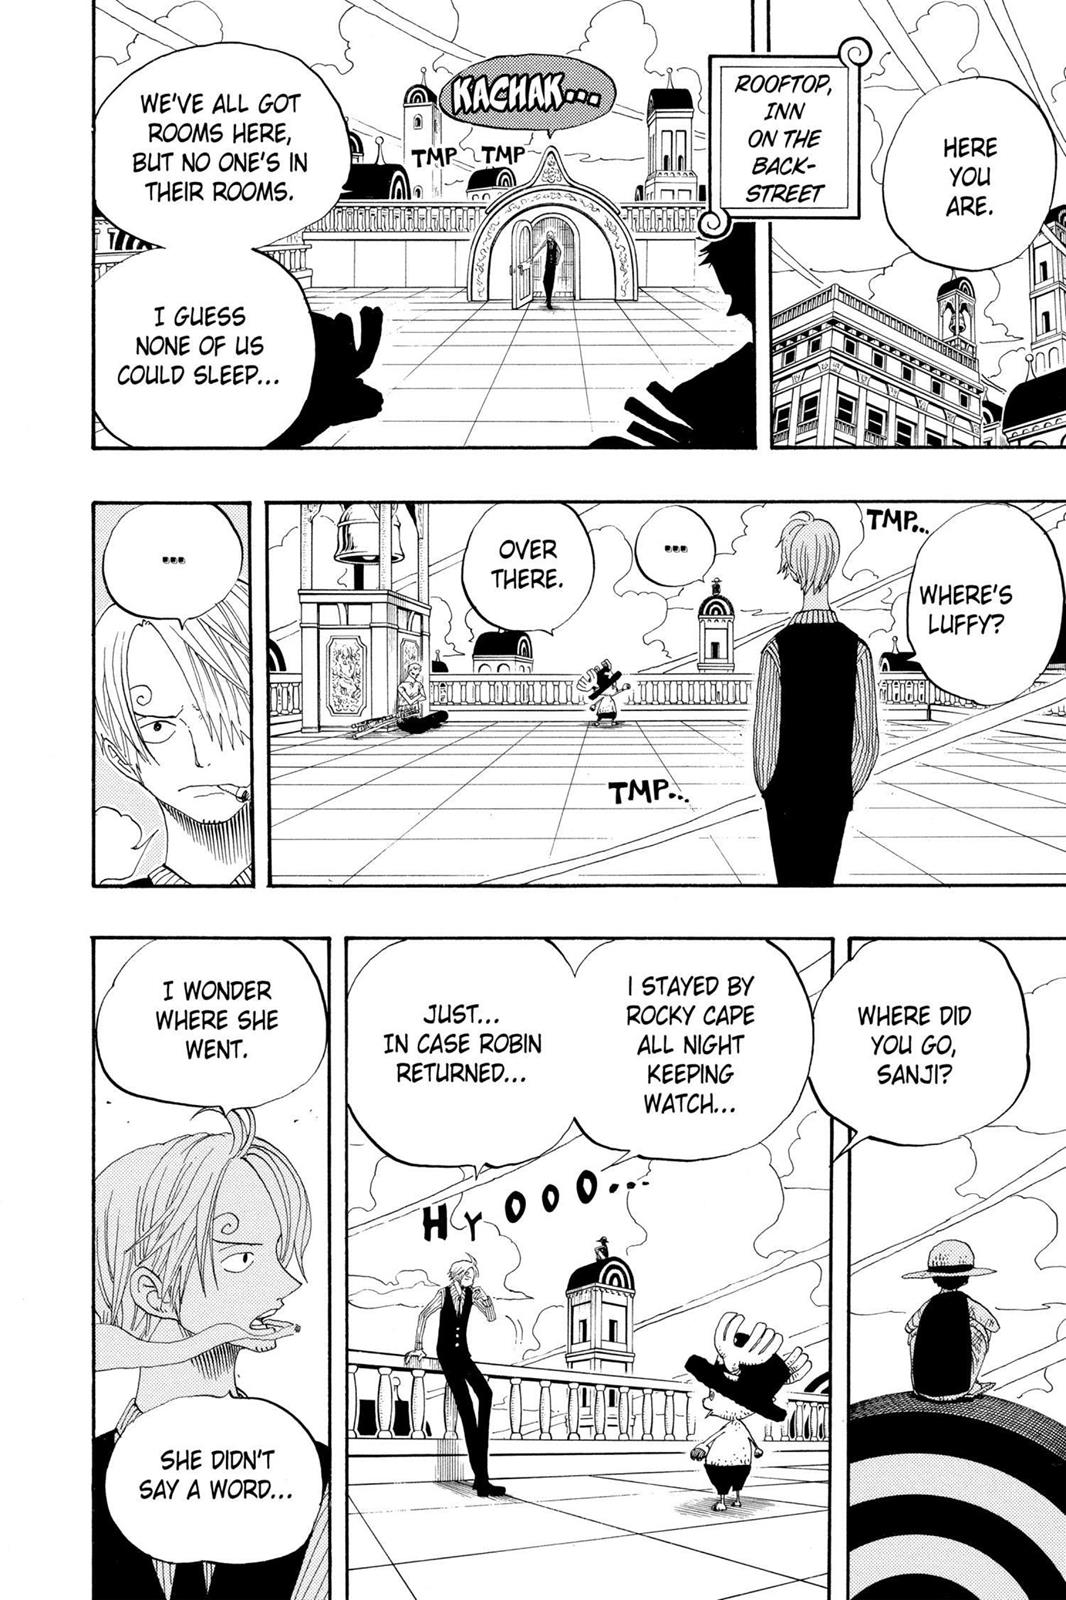 HERE
YOU
ARE.
ROOFTOP,
INN
ON THE
BACK-
STREET
KACHAK...
TMP
TMP
WE'VE ALL GOT
ROOMS HERE,
BUT NO ONE'S IN
THEIR ROOMS.
I GUESS
NONE OF US
COULD SLEEP...
TMP...
WHERE'S
LUFFY?
...
OVER
THERE.
TMP...
...
WHERE DID
YOU GO,
SANJI?
I STAYED BY
ROCKY CAPE
ALL NIGHT
KEEPING
WATCH...
JUST...
IN CASE ROBIN
RETURNED...
HYOOO...
I WONDER
WHERE SHE
WENT.
SHE DIDN'T
SAY A WORD...